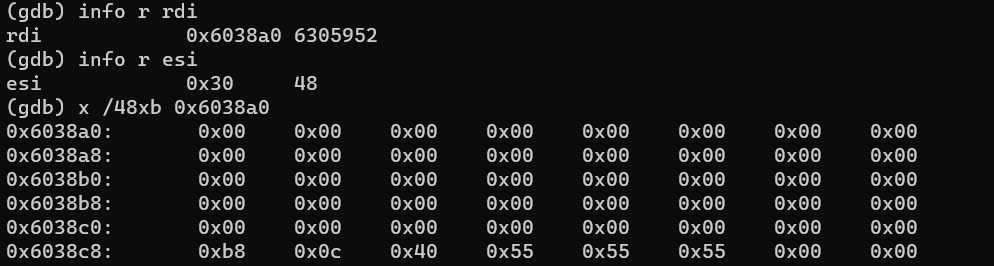 (gdb) info r rdi
rdi            0x6038a0 6305952
(gdb) info r esi
esi            0x30     48
(gdb) x /48xb 0x6038a0
0x6038a0:       0x00    0x00    0x00    0x00    0x00    0x00    0x00    0x00
0x6038a8:       0x00    0x00    0x00    0x00    0x00    0x00    0x00    0x00
0x6038b0:       0x00    0x00    0x00    0x00    0x00    0x00    0x00    0x00
0x6038b8:       0x00    0x00    0x00    0x00    0x00    0x00    0x00    0x00
0x6038c0:       0x00    0x00    0x00    0x00    0x00    0x00    0x00    0x00
0x6038c8:       0xb8    0x0c    0x40    0x55    0x55    0x55    0x00    0x00